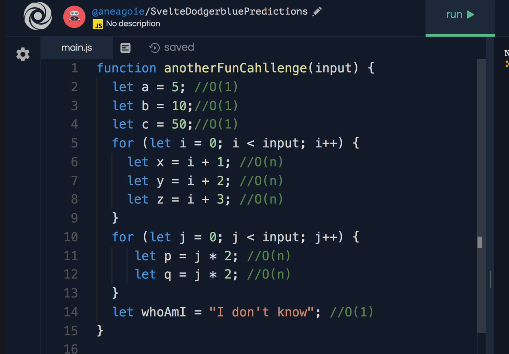 @aneagoie/SvelteDodgerbluePredictions
JS No description
run
main.js
saved
1 function anotherFunCahllenge(input) {
2 let a = 5; //O(1)
3 let b = 10;//O(1)
4 let c = 50;//O(1)
5 for (let i = 0; i < input; i++) {
6 let x = i + 1; //O(n)
7 let y = i + 2; //O(n)
8 let z = i + 3; //O(n)
9 }
10 for (let j = 0; j < input; j++) {
11 let p = j * 2; //O(n)
12 let q = j * 2; //O(n)
13 }
14 let whoAmI = "I don't know"; //O(1)
15 }
16